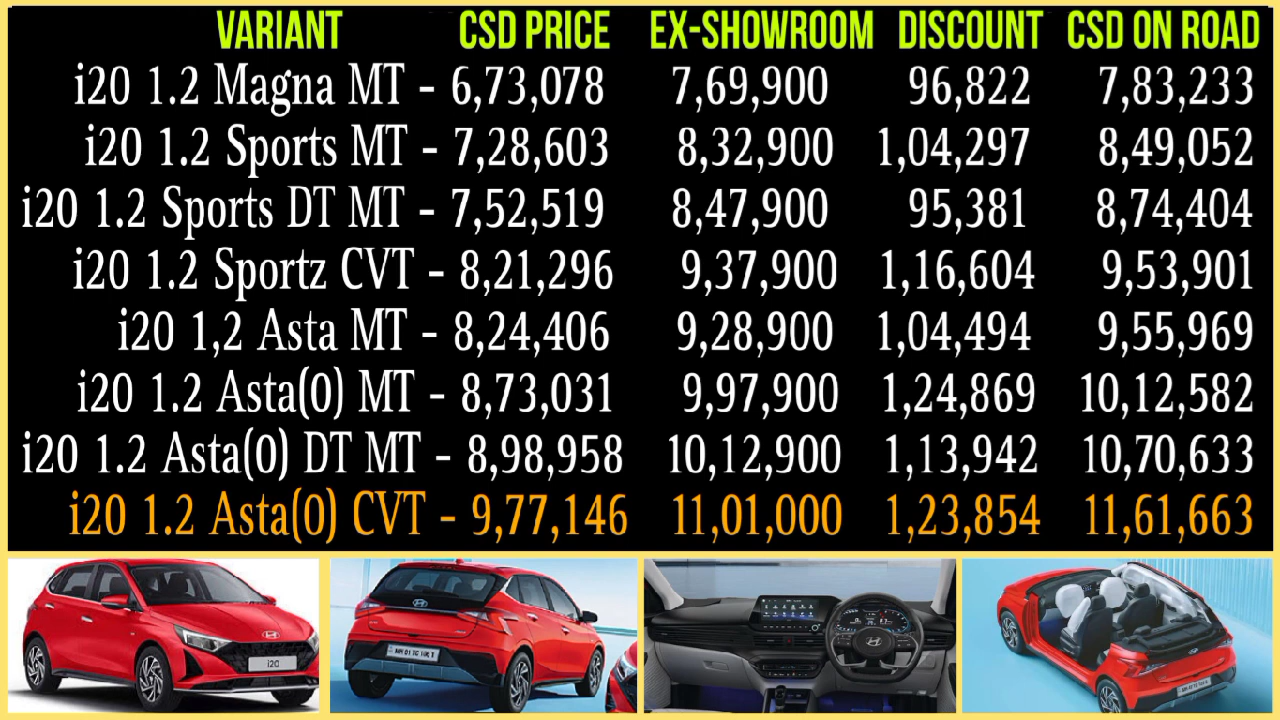 VARIANT CSD PRICE EX-SHOWROOM DISCOUNT CSD ON ROAD
i20 1.2 Magna MT - 6,73,078 7,69,900 96,822 7,83,233
i20 1.2 Sports MT - 7,28,603 8,32,900 1,04,297 8,49,052
i20 1.2 Sports DT MT - 7,52,519 8,47,900 95,381 8,74,404
i20 1.2 Sportz CVT - 8,21,296 9,37,900 1,16,604 9,53,901
i20 1,2 Asta MT - 8,24,406 9,28,900 1,04,494 9,55,969
i20 1.2 Asta(0) MT - 8,73,031 9,97,900 1,24,869 10,12,582
i20 1.2 Asta(0) DT MT - 8,98,958 10,12,900 1,13,942 10,70,633
i20 1.2 Asta(0) CVT - 9,77,146 11,01,000 1,23,854 11,61,663
i20